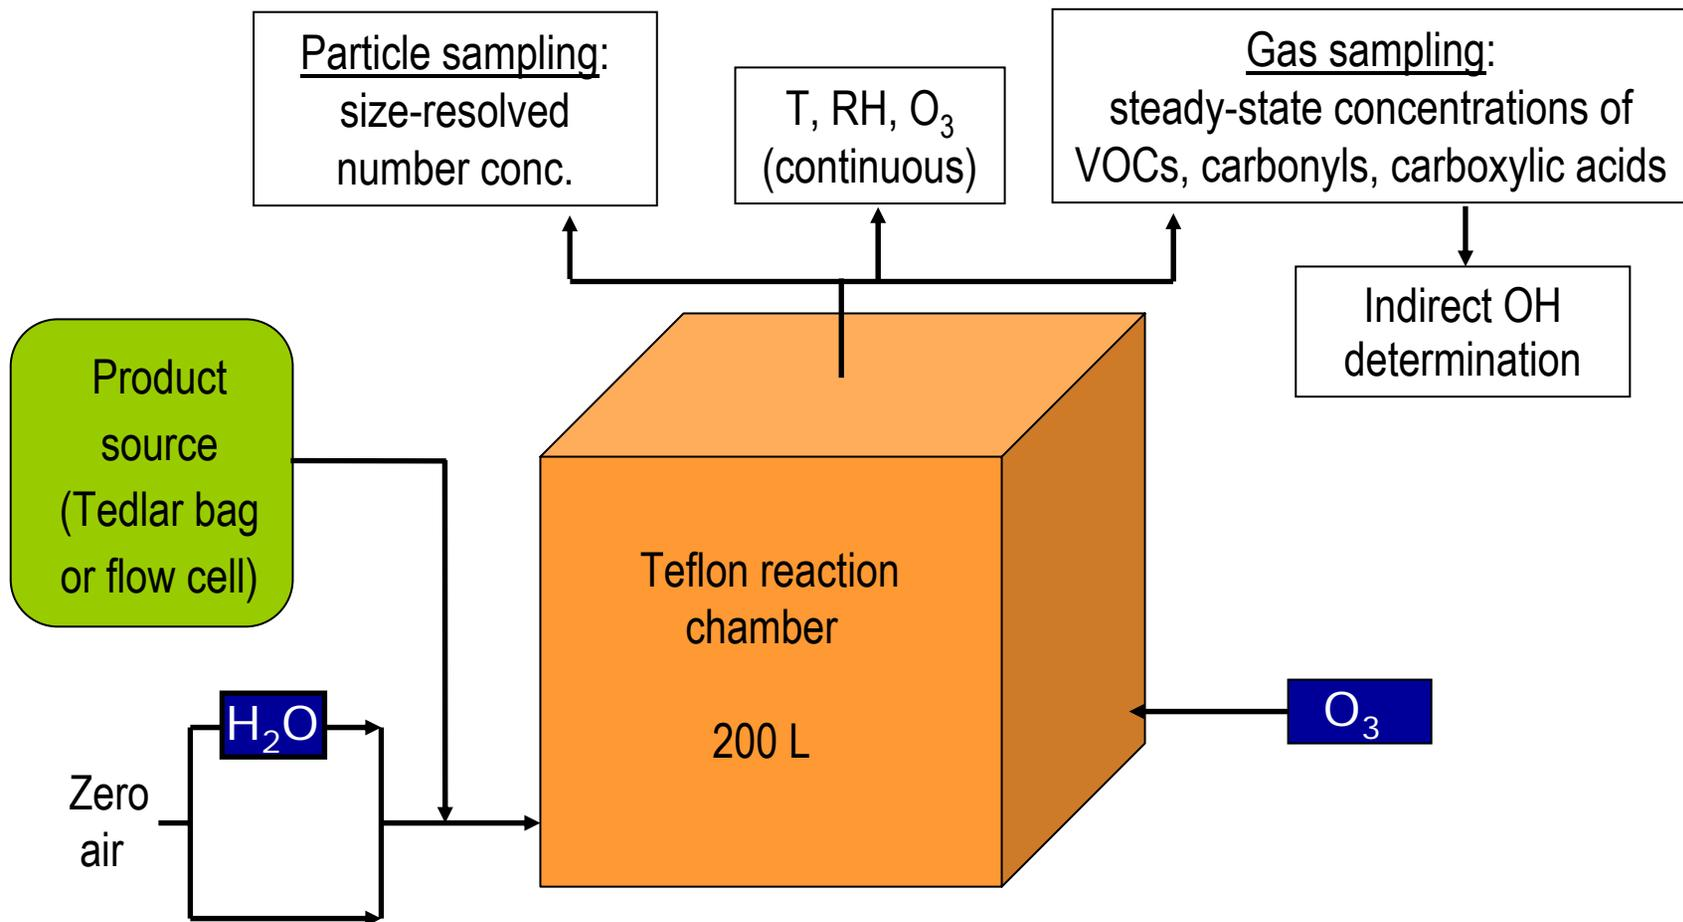 Particle sampling:
size-resolved
number conc.
T, RH, O₃
(continuous)
Gas sampling:
steady-state concentrations of
VOCs, carbonyls, carboxylic acids
Indirect OH
determination
Product
source
(Tedlar bag
or flow cell)
Teflon reaction
chamber
200 L
H₂O
O₃
Zero
air